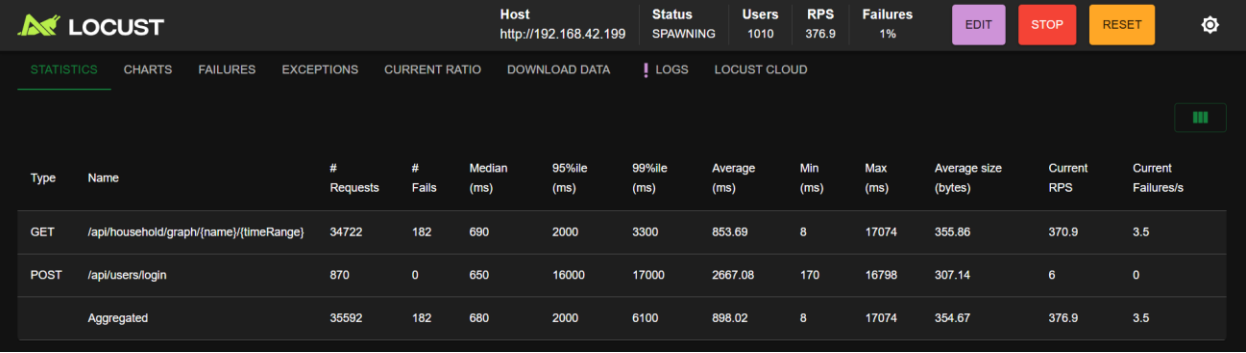 LOCUST
Host Status Users RPS Failures
http://192.168.42.199 SPAWNING 1010 376.9 1%
EDIT STOP RESET
STATISTICS CHARTS FAILURES EXCEPTIONS CURRENT RATIO DOWNLOAD DATA ! LOGS LOCUST CLOUD
# # Median 95%ile 99%ile Average Min Max Average size Current Current
Type Name
Requests Fails (ms) (ms) (ms) (ms) (ms) (ms) (bytes) RPS Failures/s
GET /api/household/graph/{name}/{timeRange} 34722 182 690 2000 3300 853.69 8 17074 355.86 370.9 3.5
POST /api/users/login 870 0 650 16000 17000 2667.08 170 16798 307.14 6 0
Aggregated 35592 182 680 2000 6100 898.02 8 17074 354.67 376.9 3.5